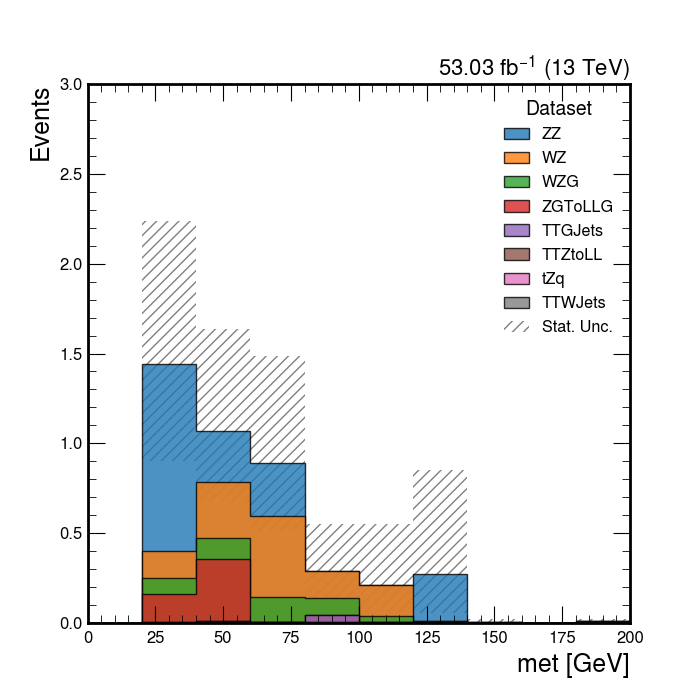 53.03 fb⁻¹ (13 TeV)
Events
3.0
2.5
2.0
1.5
1.0
0.5
0.0
Dataset
ZZ
WZ
WZG
ZGToLLG
TTGJets
TTZtoLL
tZq
TTWJets
Stat. Unc.
0 25 50 75 100 125 150 175 200
met [GeV]